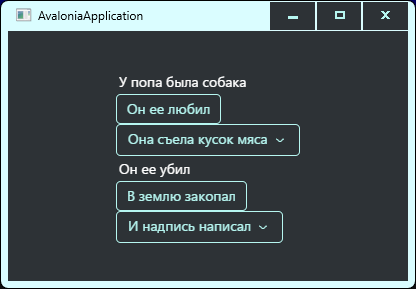 AvaloniaApplication
У попа была собака
Он ее любил
Она съела кусок мяса
Он ее убил
В землю закопал
И надпись написал